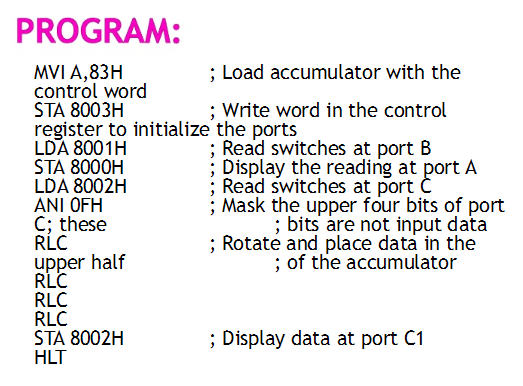 PROGRAM:
MVI A,83H ; Load accumulator with the
control word
STA 8003H ; Write word in the control
register to initialize the ports
LDA 8001H ; Read switches at port B
STA 8000H ; Display the reading at port A
LDA 8002H ; Read switches at port C
ANI 0FH ; Mask the upper four bits of port
C; these ; bits are not input data
RLC ; Rotate and place data in the
upper half ; of the accumulator
RLC
RLC
RLC
STA 8002H ; Display data at port C1
HLT